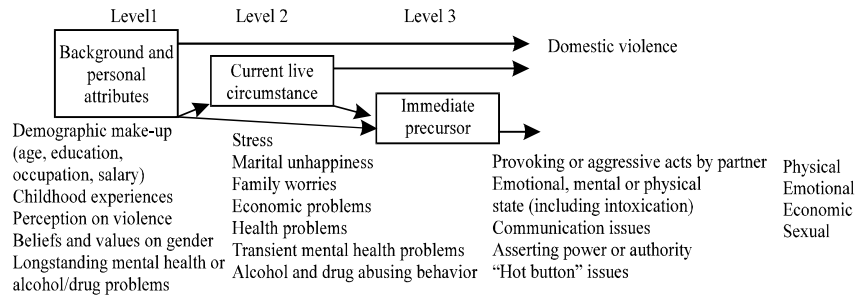 Level1
Level 2
Level 3
Background and
personal
attributes
Current live
circumstance
Immediate
precursor
Domestic violence
Demographic make-up
(age, education,
occupation, salary)
Childhood experiences
Perception on violence
Beliefs and values on gender
Longstanding mental health or
alcohol/drug problems
Stress
Marital unhappiness
Family worries
Economic problems
Health problems
Transient mental health problems
Alcohol and drug abusing behavior
Provoking or aggressive acts by partner
Emotional, mental or physical
state (including intoxication)
Communication issues
Asserting power or authority
“Hot button” issues
Physical
Emotional
Economic
Sexual